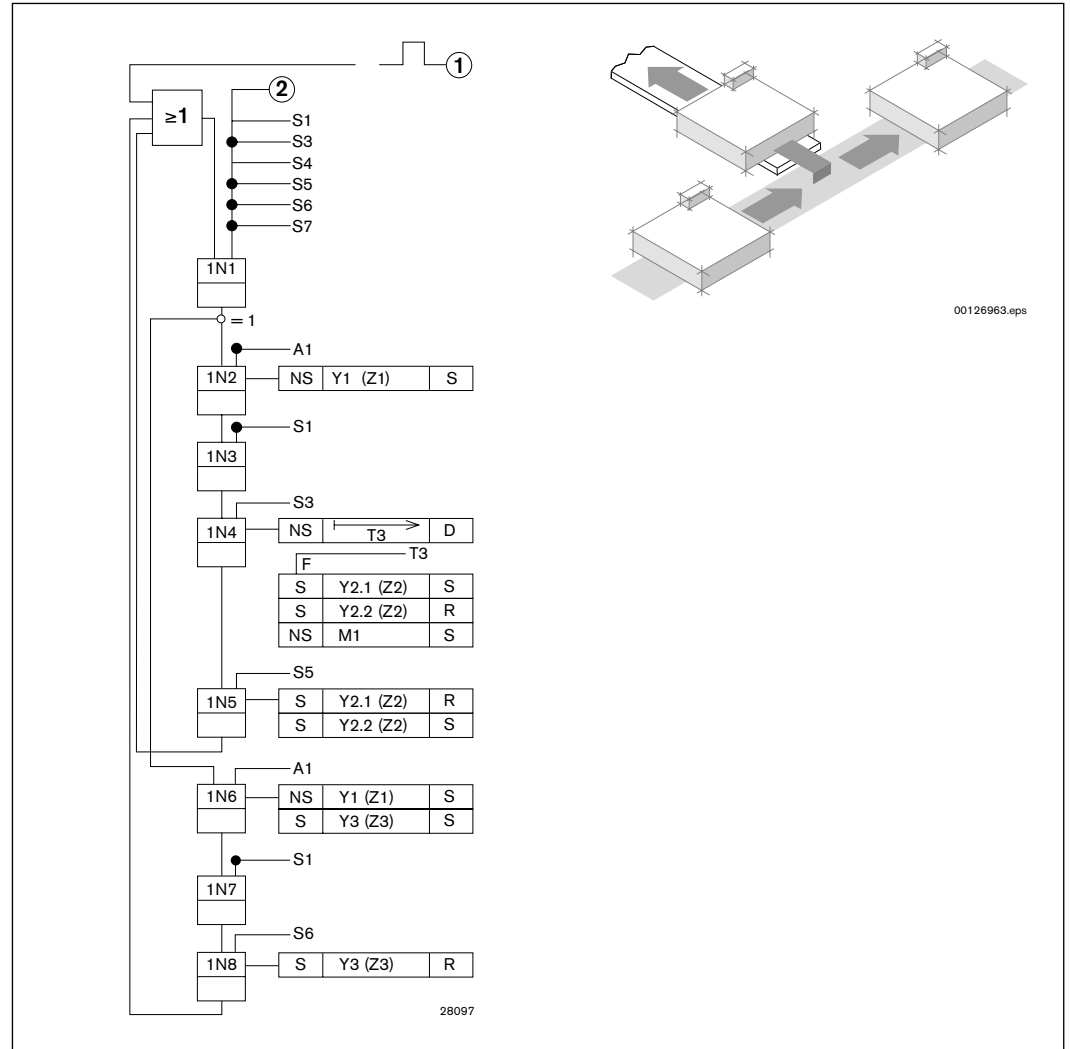 1
2
≥1
S1
S3
S4
S5
S6
S7
1N1
= 1
A1
1N2 NS Y1 (Z1) S
S1
1N3
S3
1N4 NS T3 D
T3
F
S Y2.1 (Z2) S
S Y2.2 (Z2) R
NS M1 S
S5
1N5 S Y2.1 (Z2) R
S Y2.2 (Z2) S
A1
1N6 NS Y1 (Z1) S
S Y3 (Z3) S
S1
1N7
S6
1N8 S Y3 (Z3) R
28097
00126963.eps